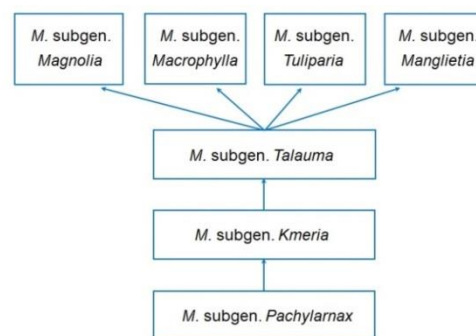 M. subgen.
Magnolia
M. subgen.
Macrophylla
M. subgen.
Tuliparia
M. subgen.
Manglietia
M. subgen. Talauma
M. subgen. Kmeria
M. subgen. Pachylarnax